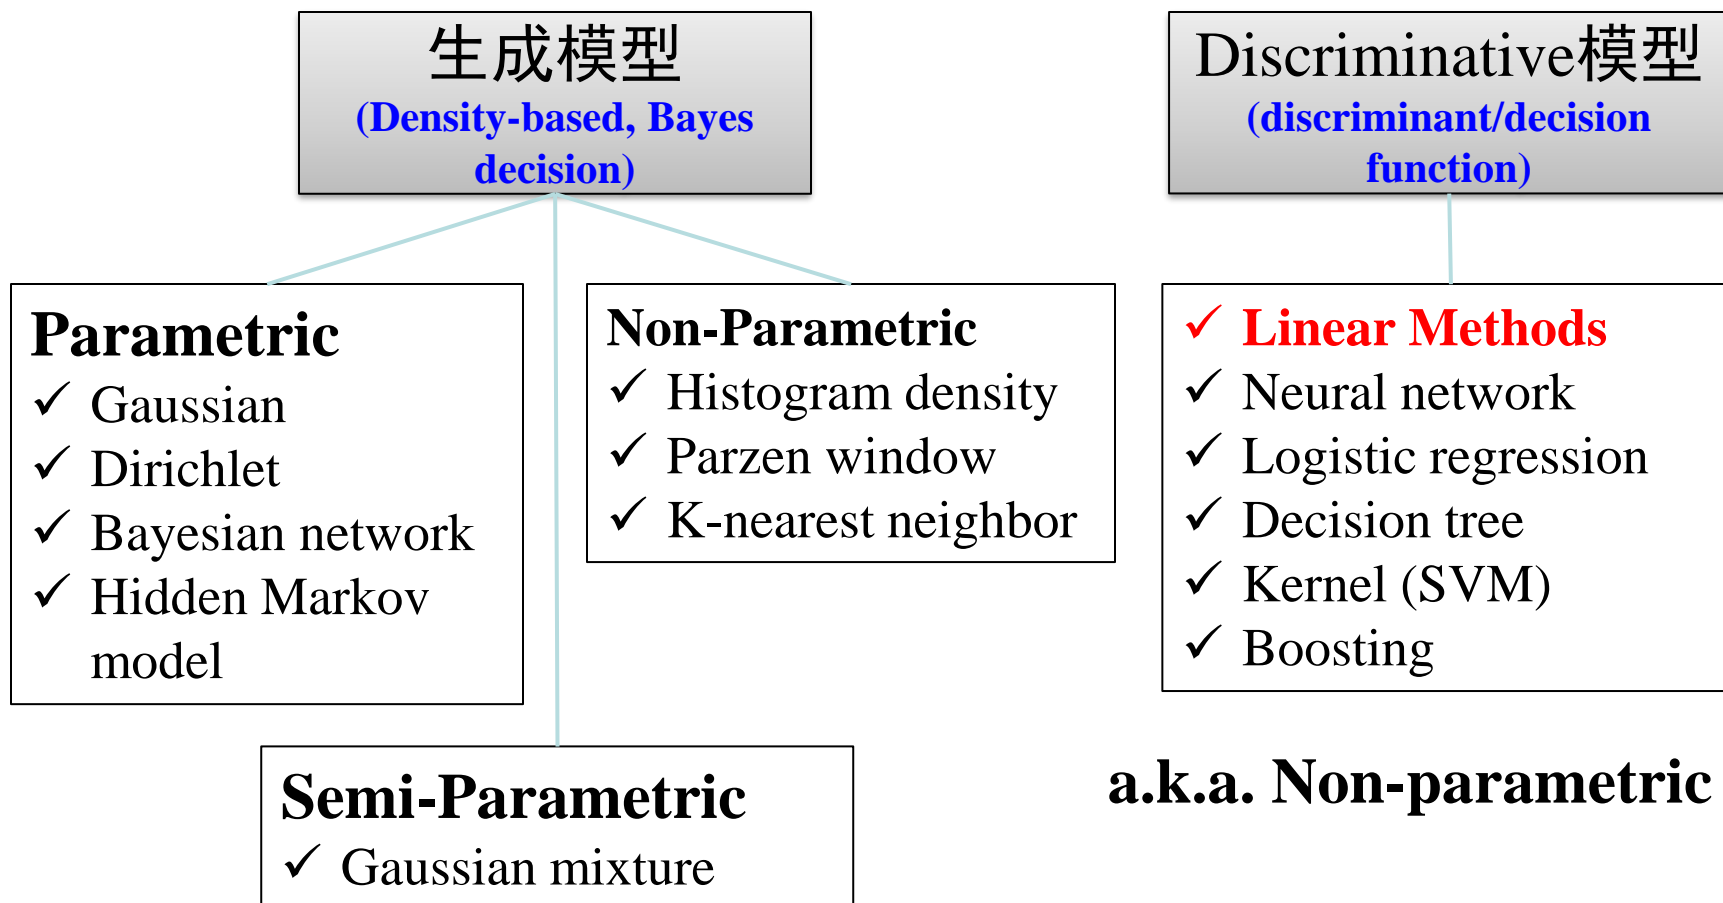 生成模型
(Density-based, Bayes
decision)
Discriminative模型
(discriminant/decision
function)
Parametric
✓ Gaussian
✓ Dirichlet
✓ Bayesian network
✓ Hidden Markov
model
Non-Parametric
✓ Histogram density
✓ Parzen window
✓ K-nearest neighbor
✓ Linear Methods
✓ Neural network
✓ Logistic regression
✓ Decision tree
✓ Kernel (SVM)
✓ Boosting
Semi-Parametric
✓ Gaussian mixture
a.k.a. Non-parametric